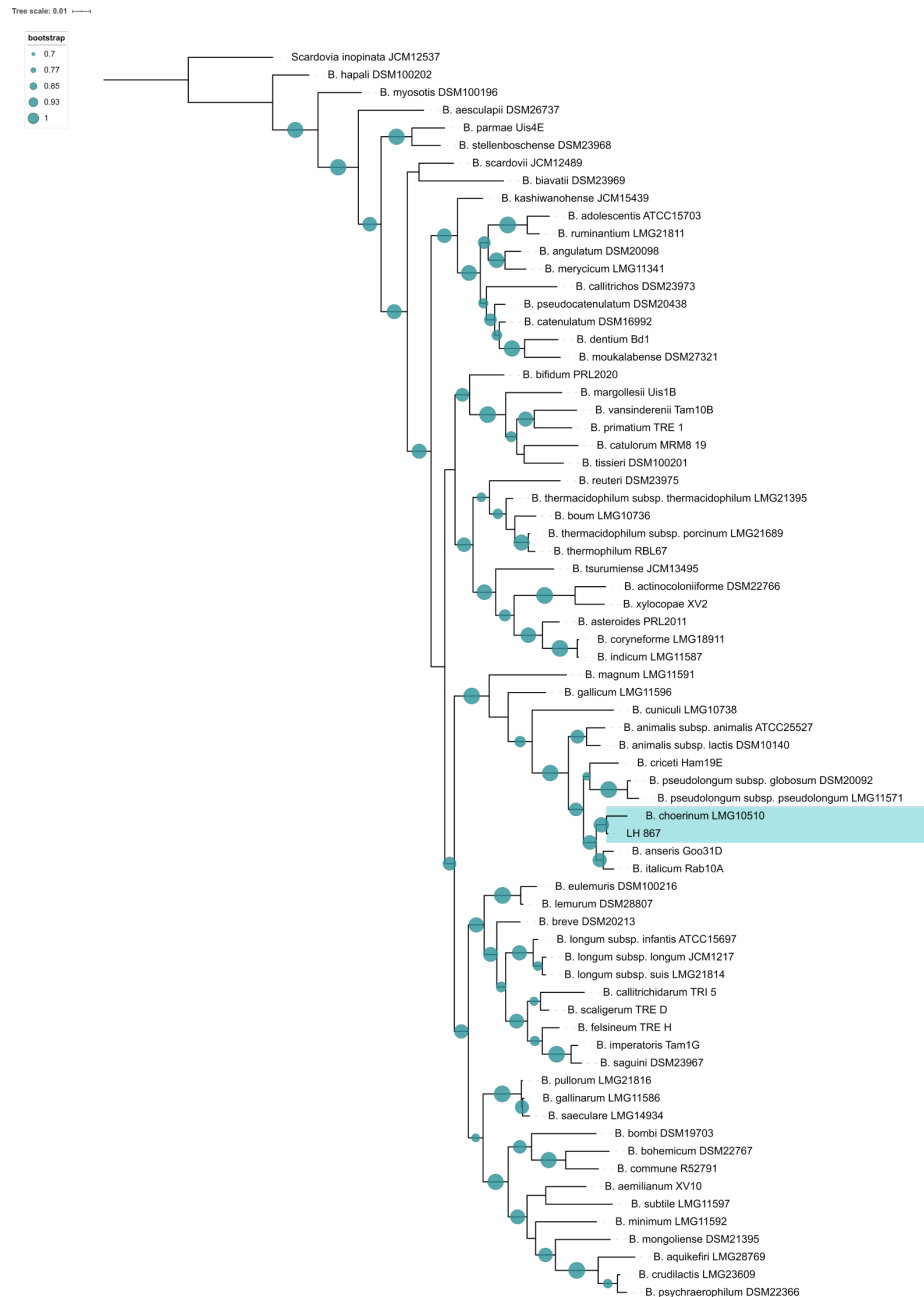 Tree scale: 0.01
bootstrap
0.7
0.77
0.85
0.93
1
Scardovia inopinata JCM12537
B. hapali DSM100202
B. myosotis DSM100196
B. aesculapii DSM26737
B. parmae Uis4E
B. stellenboschense DSM23968
B. scardovii JCM12489
B. biavatii DSM23969
B. kashiwanohense JCM15439
B. adolescentis ATCC15703
B. ruminantium LMG21811
B. angulatum DSM20098
B. merycicum LMG11341
B. callitrichos DSM23973
B. pseudocatenulatum DSM20438
B. catenulatum DSM16992
B. dentium Bd1
B. moukalabense DSM27321
B. bifidum PRL2020
B. margollesii Uis1B
B. vansinderenii Tam10B
B. primatium TRE 1
B. catulorum MRM8 19
B. tissieri DSM100201
B. reuteri DSM23975
B. thermacidophilum subsp. thermacidophilum LMG21395
B. boum LMG10736
B. thermacidophilum subsp. porcinum LMG21689
B. thermophilum RBL67
B. tsurumiense JCM13495
B. actinocoloniiforme DSM22766
B. xylocopae XV2
B. asteroides PRL2011
B. coryneforme LMG18911
B. indicum LMG11587
B. magnum LMG11591
B. gallicum LMG11596
B. cuniculi LMG10738
B. animalis subsp. animalis ATCC25527
B. animalis subsp. lactis DSM10140
B. criceti Ham19E
B. pseudolongum subsp. globosum DSM20092
B. pseudolongum subsp. pseudolongum LMG11571
B. choerinum LMG10510
LH 867
B. anseris Goo31D
B. italicum Rab10A
B. eulemuris DSM100216
B. lemurum DSM28807
B. breve DSM20213
B. longum subsp. infantis ATCC15697
B. longum subsp. longum JCM1217
B. longum subsp. suis LMG21814
B. callitrichidarum TRI 5
B. scaligerum TRE D
B. felsineum TRE H
B. imperatoris Tam1G
B. saguini DSM23967
B. pullorum LMG21816
B. gallinarum LMG11586
B. saeculare LMG14934
B. bombi DSM19703
B. bohemicum DSM22767
B. commune R52791
B. aemilianum XV10
B. subtile LMG11597
B. minimum LMG11592
B. mongoliense DSM21395
B. aquikefiri LMG28769
B. crudilactis LMG23609
B. psychraerophilum DSM22366